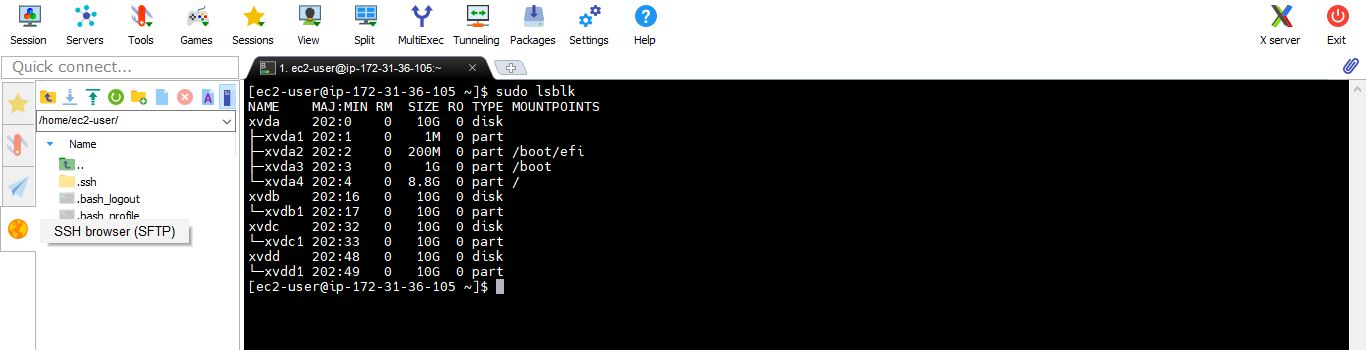 Session Servers Tools Games Sessions View Split MultiExec Tunneling Packages Settings Help X server Exit
Quick connect...
1. ec2-user@ip-172-31-36-105:~
/home/ec2-user/
Name
..
.ssh
.bash_logout
.bash_profile
SSH browser (SFTP)
[ec2-user@ip-172-31-36-105 ~]$ sudo lsblk
NAME    MAJ:MIN RM  SIZE RO TYPE MOUNTPOINTS
xvda    202:0    0   10G  0 disk
├─xvda1 202:1    0    1M  0 part
├─xvda2 202:2    0  200M  0 part /boot/efi
├─xvda3 202:3    0    1G  0 part /boot
└─xvda4 202:4    0  8.8G  0 part /
xvdb    202:16   0   10G  0 disk
└─xvdb1 202:17   0   10G  0 part
xvdc    202:32   0   10G  0 disk
└─xvdc1 202:33   0   10G  0 part
xvdd    202:48   0   10G  0 disk
└─xvdd1 202:49   0   10G  0 part
[ec2-user@ip-172-31-36-105 ~]$